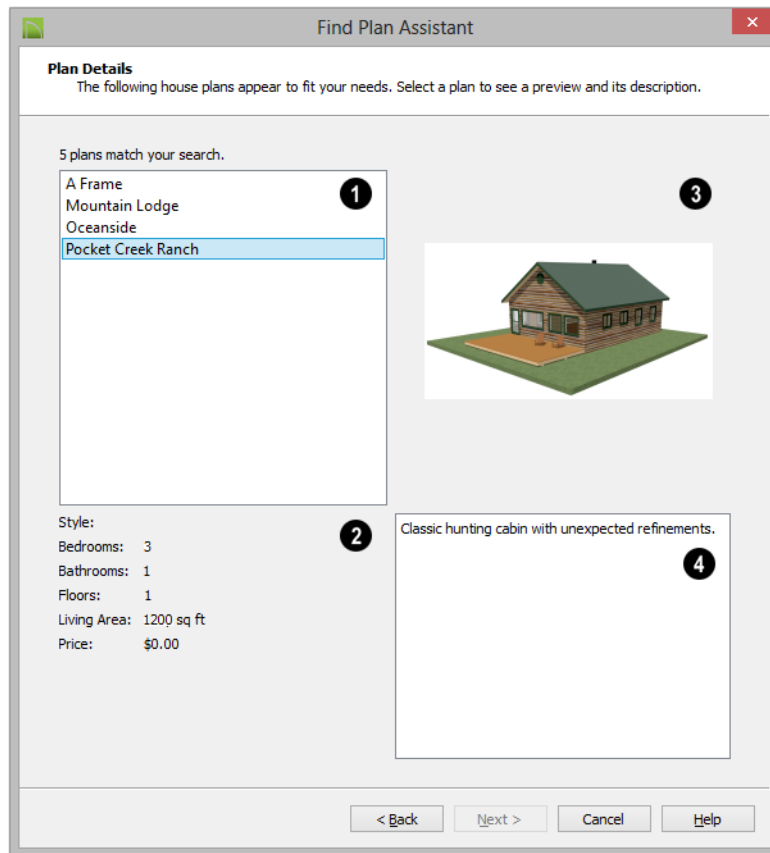 Find Plan Assistant
Plan Details
The following house plans appear to fit your needs. Select a plan to see a preview and its description.
5 plans match your search.
A Frame
Mountain Lodge
Oceanside
Pocket Creek Ranch
1
3
Style:
Bedrooms: 3
Bathrooms: 1
Floors: 1
Living Area: 1200 sq ft
Price: $0.00
2
Classic hunting cabin with unexpected refinements.
4
< Back
Next >
Cancel
Help